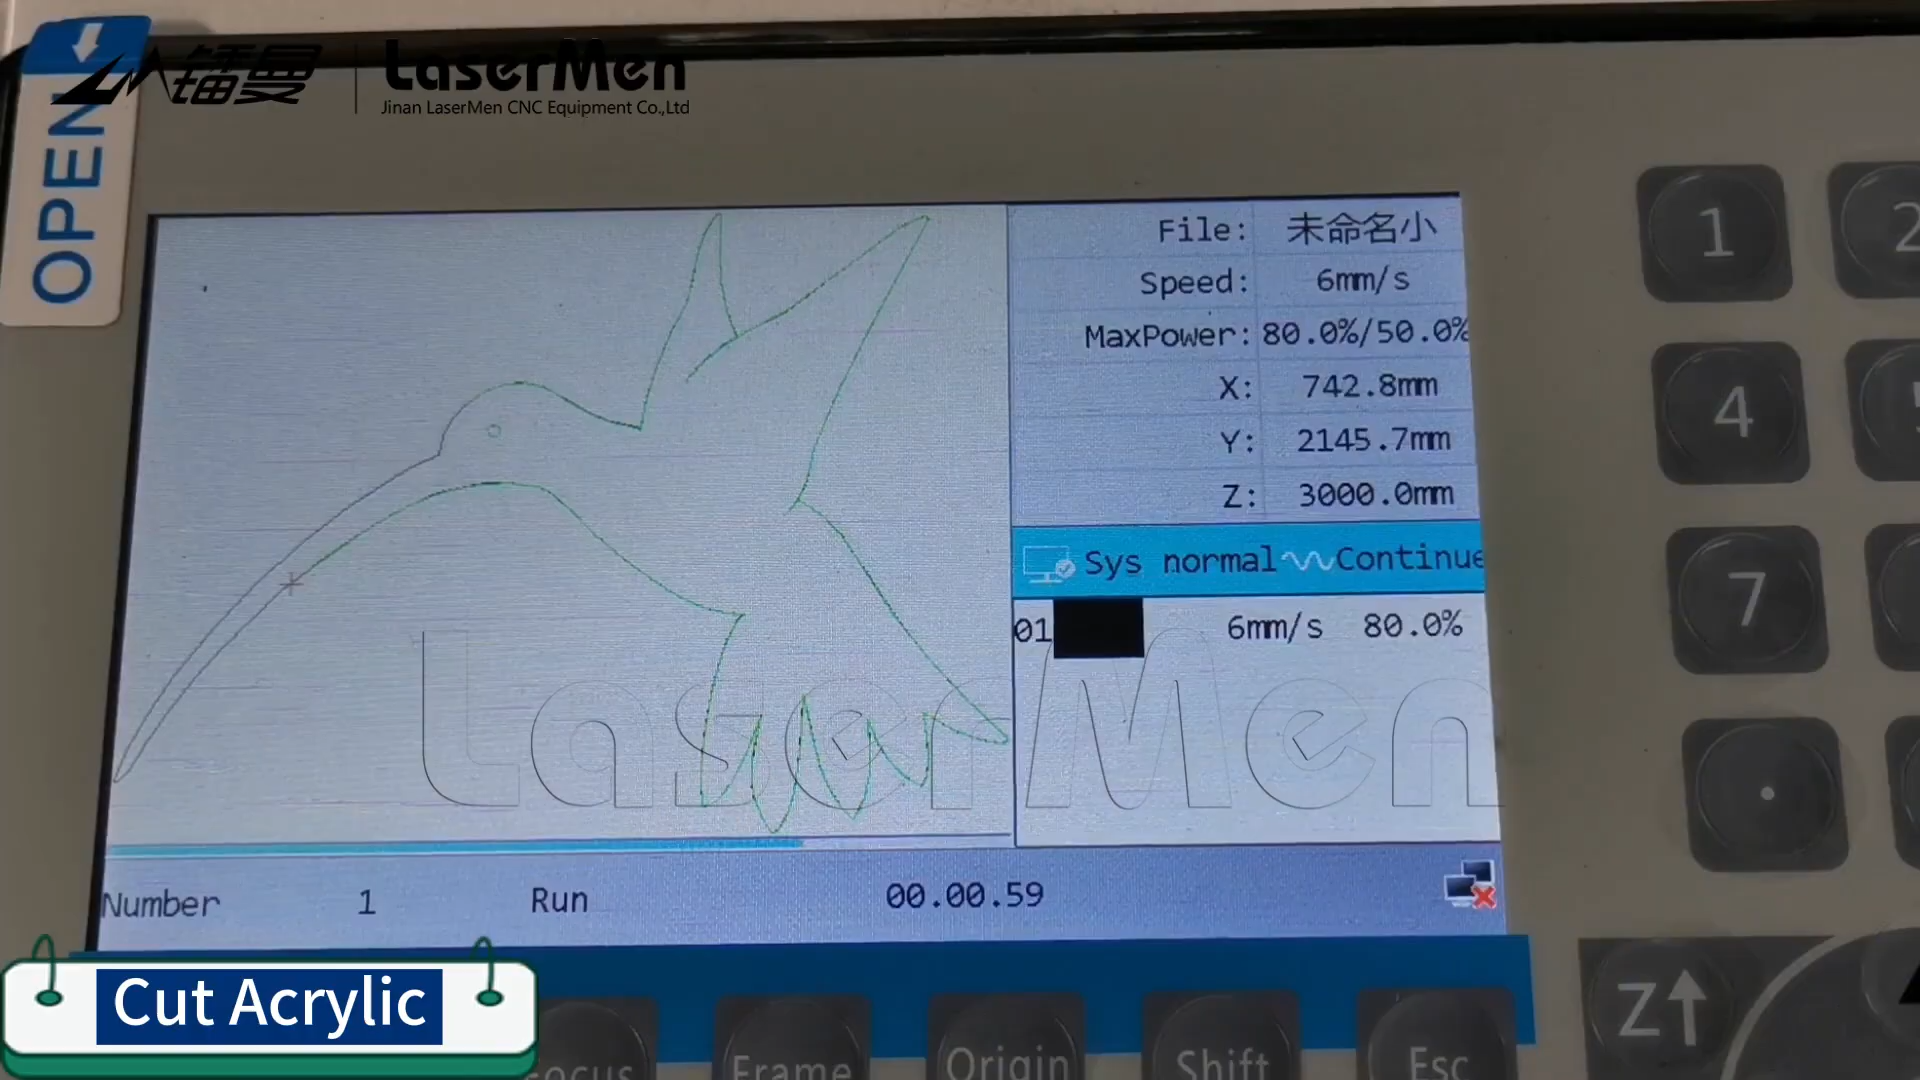 OPEN
镭曼
LaserMen
Jinan LaserMen CNC Equipment Co.,Ltd
File: 未命名小
Speed: 6mm/s
MaxPower: 80.0%/50.0%
X: 742.8mm
Y: 2145.7mm
Z: 3000.0mm
Sys normal Continue
01 6mm/s 80.0%
LaserMen
Number 1 Run 00.00.59
1
2
4
5
7
Z
Cut Acrylic
Focus
Frame
Origin
Shift
Esc